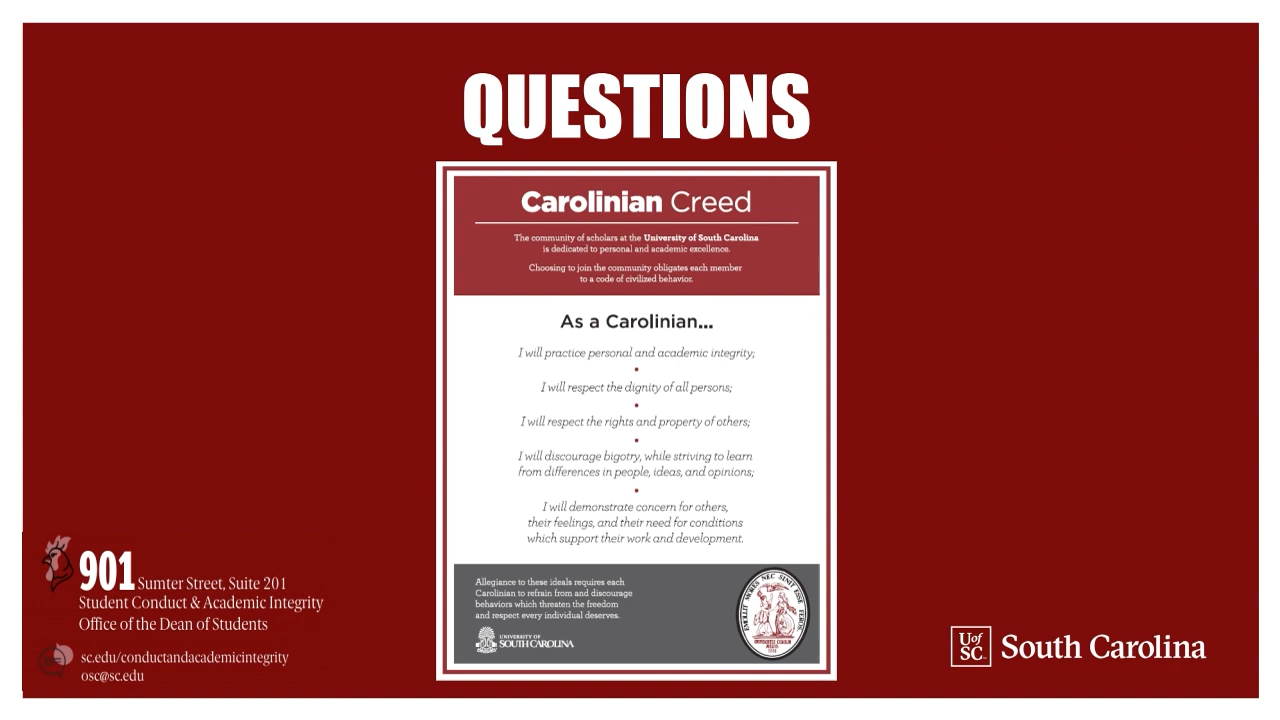 QUESTIONS
Carolinian Creed
The community of scholars at the University of South Carolina
is dedicated to personal and academic excellence.
Choosing to join the community obligates each member
to a code of civilized behavior.
As a Carolinian...
I will practice personal and academic integrity;
I will respect the dignity of all persons;
I will respect the rights and property of others;
I will discourage bigotry, while striving to learn
from differences in people, ideas, and opinions;
I will demonstrate concern for others,
their feelings, and their need for conditions
which support their work and development.
Allegiance to these ideals requires each
Carolinian to refrain from and discourage
behaviors which threaten the freedom
and respect every individual deserves.
UNIVERSITY OF
SOUTH CAROLINA
EMOLLIT MORES NEC SINIT ESSE FEROS
901 Sumter Street, Suite 201
Student Conduct & Academic Integrity
Office of the Dean of Students
sc.edu/conductandacademicintegrity
osc@sc.edu
UofSC South Carolina